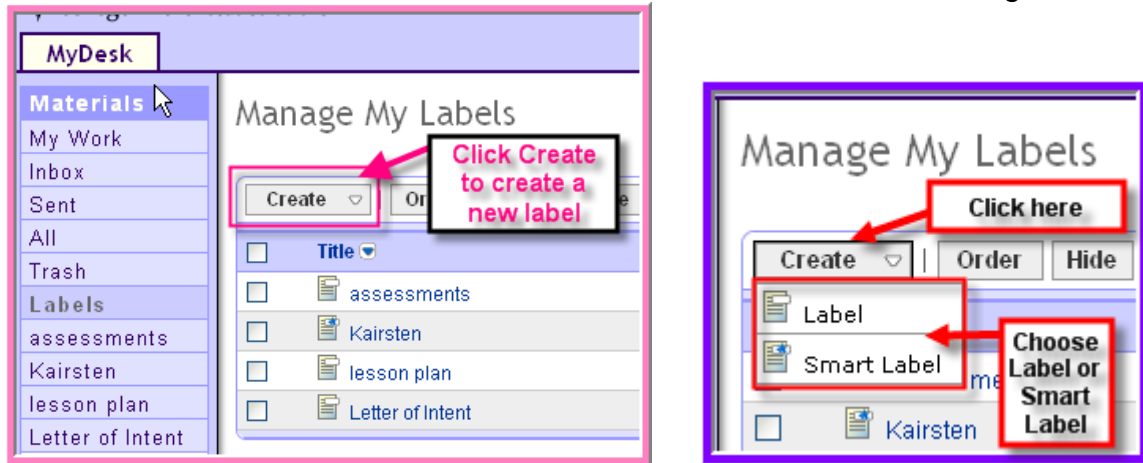 MyDesk
Materials
My Work
Inbox
Sent
All
Trash
Labels
assessments
Kairsten
lesson plan
Letter of Intent
Manage My Labels
Click Create
to create a
new label
Create
Title
assessments
Kairsten
lesson plan
Letter of Intent
Manage My Labels
Click here
Create | Order Hide
Label
Smart Label
Choose
Label or
Smart
Label
Kairsten